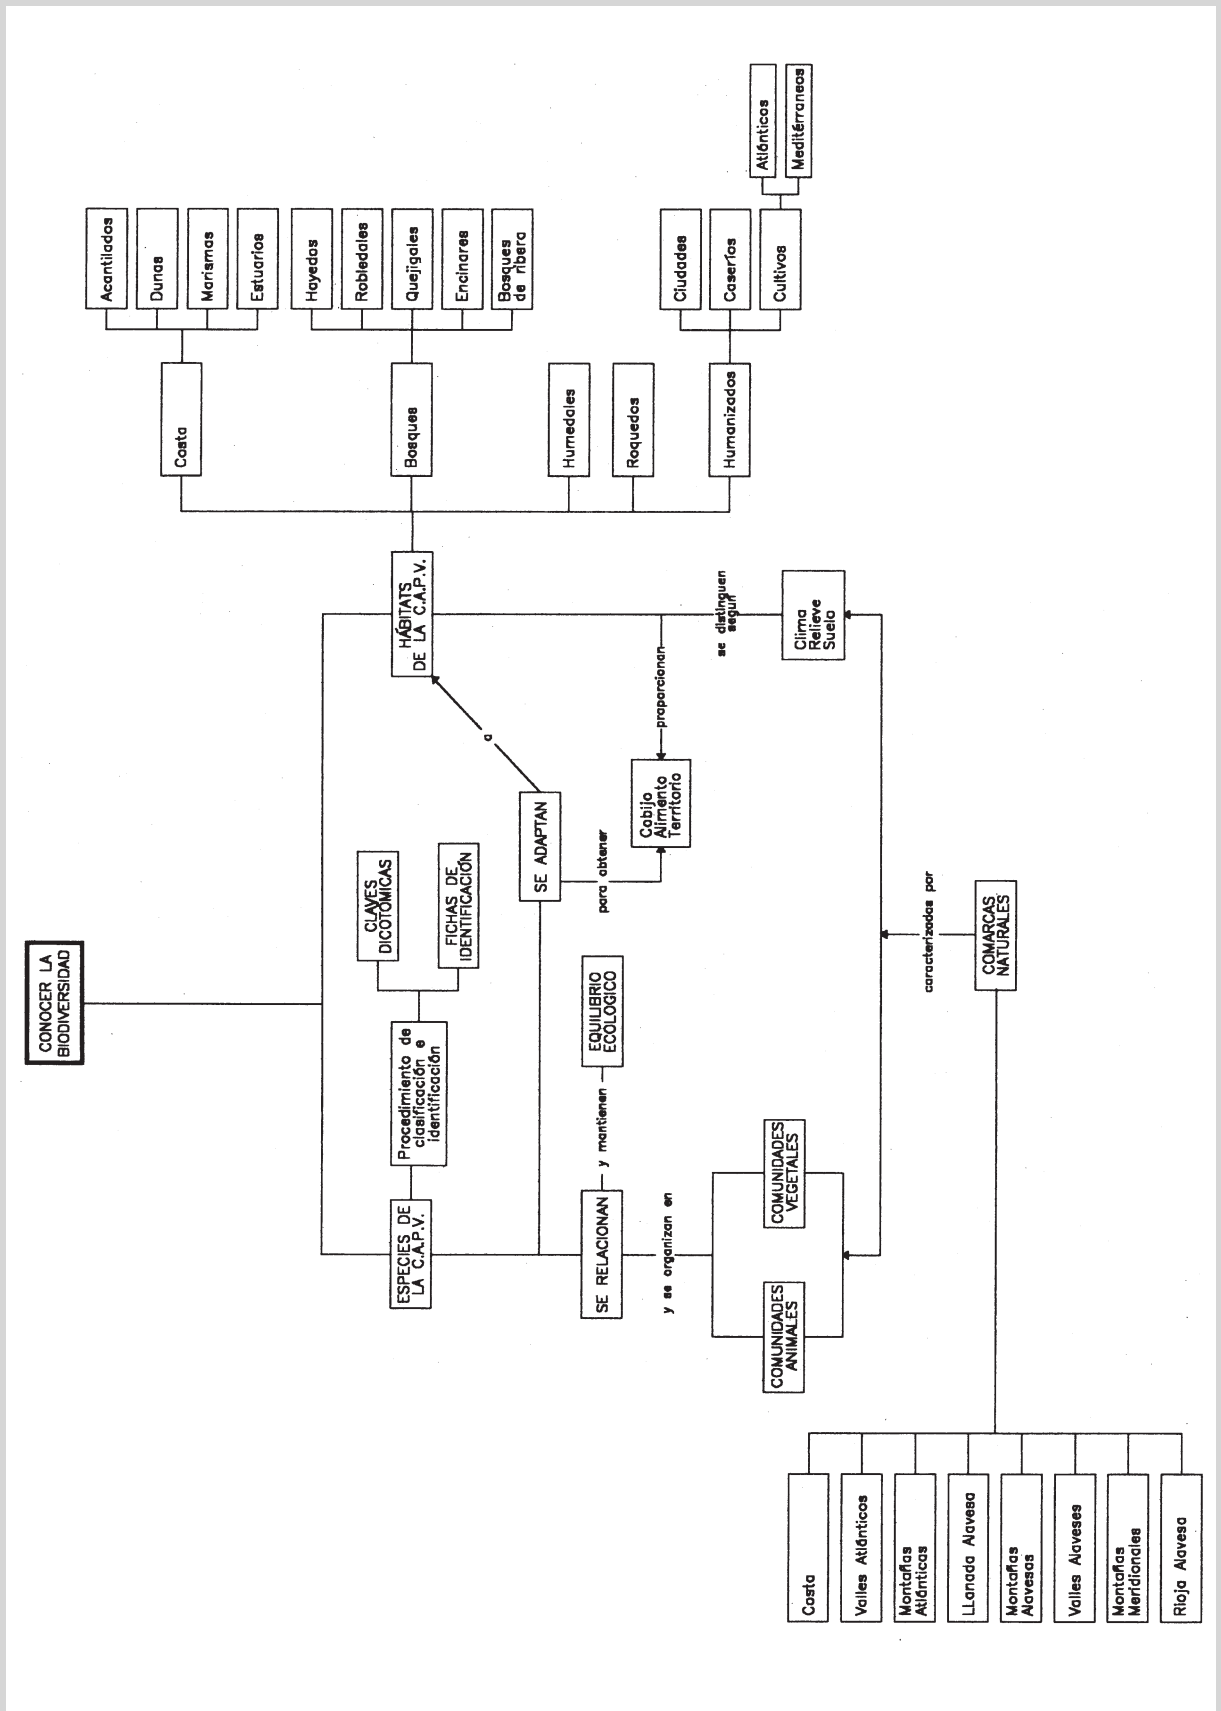 CONOCER LA
BIODIVERSIDAD
ESPECIES DE
LA C.A.P.V.
Procedimiento de
clasificación e
identificación
CLAVES
DICOTOMICAS
FICHAS DE
IDENTIFICACIÓN
HÁBITATS
DE LA C.A.P.V.
Costa
Acantilados
Dunas
Marismas
Estuarios
Bosques
Hayedos
Robledales
Quejigales
Encinares
Bosques
de ribera
Humedales
Roquedos
Humanizados
Ciudades
Caseríos
Cultivos
Atlánticos
Mediterraneos
SE ADAPTAN
a
para obtener
proporcionan
Cobijo
Alimento
Territorio
se distinguen
segun
Clima
Relieve
Suelo
SE RELACIONAN
y mantienen
EQUILIBRIO
ECOLOGICO
y se organizan en
COMUNIDADES
ANIMALES
COMUNIDADES
VEGETALES
caracterizadas por
COMARCAS
NATURALES
Costa
Valles Atlánticos
Montañas
Atlánticas
LLanada Alavesa
Montañas
Alavesas
Valles Alaveses
Montañas
Meridionales
Rioja Alavesa